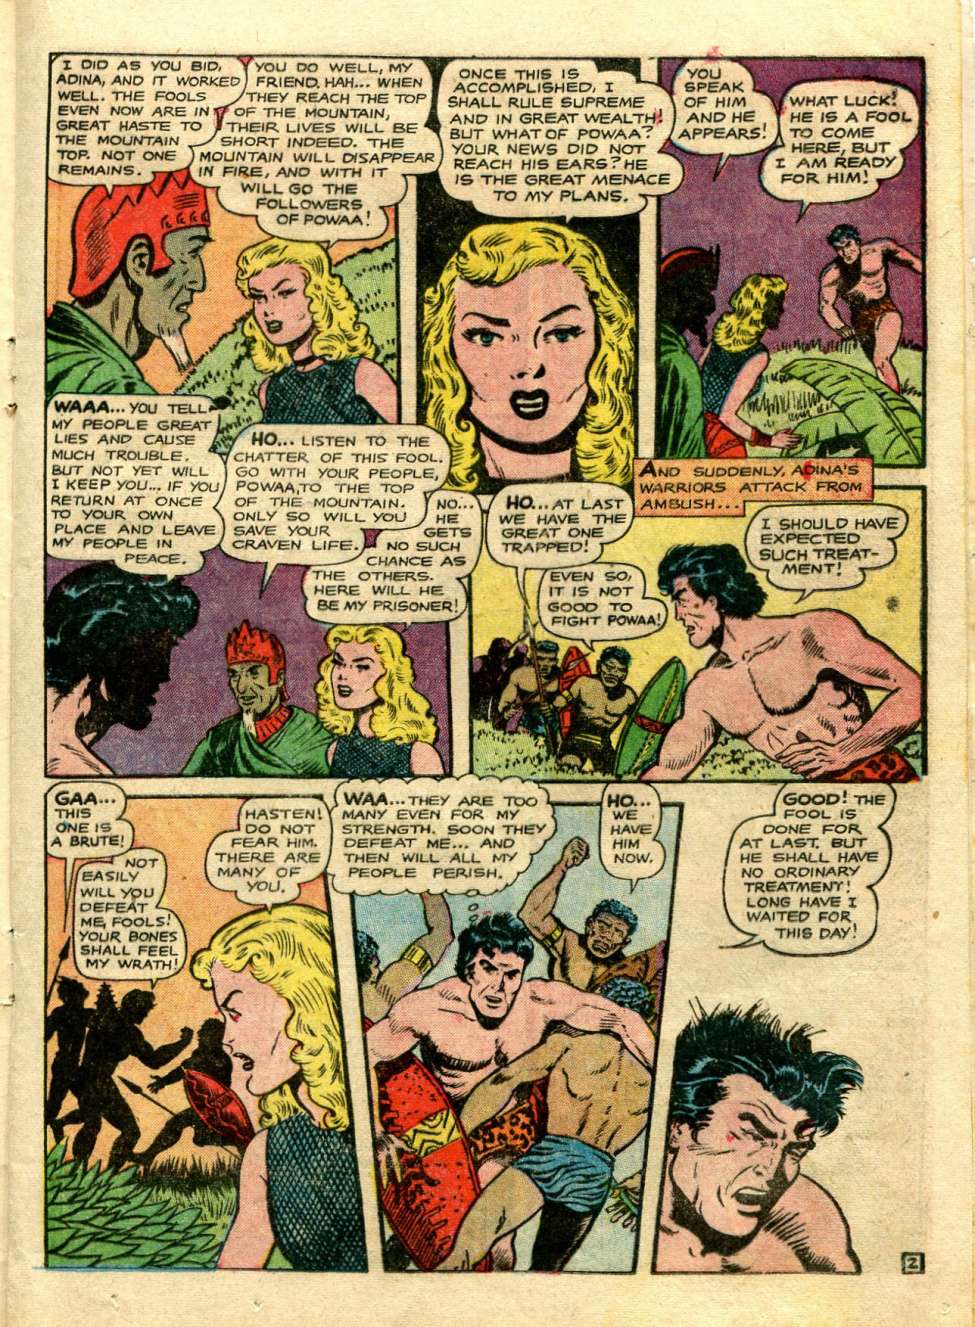 I DID AS YOU BID,
ADINA, AND IT WORKED
WELL. THE FOOLS
EVEN NOW ARE IN
GREAT HASTE TO
THE MOUNTAIN
TOP. NOT ONE
REMAINS.
YOU DO WELL, MY
FRIEND, HAH... WHEN
THEY REACH THE TOP
OF THE MOUNTAIN,
THEIR LIVES WILL BE
SHORT INDEED. THE
MOUNTAIN WILL DISAPPEAR
IN FIRE, AND WITH IT
WILL GO THE
FOLLOWERS
OF POWAA!
ONCE THIS IS
ACCOMPLISHED, I
SHALL RULE SUPREME
AND IN GREAT WEALTH!
BUT WHAT OF POWAA?
YOUR NEWS DID NOT
REACH HIS EARS? HE
IS THE GREAT MENACE
TO MY PLANS.
YOU
SPEAK
OF HIM
AND HE
APPEARS!
WHAT LUCK!
HE IS A FOOL
TO COME
HERE, BUT
I AM READY
FOR HIM!
WAAA... YOU TELL
MY PEOPLE GREAT
LIES AND CAUSE
MUCH TROUBLE.
BUT NOT YET WILL
I KEEP YOU... IF YOU
RETURN AT ONCE
TO YOUR OWN
PLACE AND LEAVE
MY PEOPLE IN
PEACE.
HO... LISTEN TO THE
CHATTER OF THIS FOOL.
GO WITH YOUR PEOPLE,
POWAA, TO THE TOP
OF THE MOUNTAIN.
ONLY SO WILL YOU
SAVE YOUR
CRAVEN LIFE.
NO...
HE
GETS
NO SUCH
CHANCE AS
THE OTHERS.
HERE WILL HE
BE MY PRISONER!
AND SUDDENLY, ADINA'S
WARRIORS ATTACK FROM
AMBUSH...
HO... AT LAST
WE HAVE THE
GREAT ONE
TRAPPED!
EVEN SO,
IT IS NOT
GOOD TO
FIGHT POWAA!
I SHOULD HAVE
EXPECTED
SUCH TREAT-
MENT!
GAA...
THIS
ONE IS
A BRUTE!
NOT
EASILY
WILL YOU
DEFEAT
ME, FOOLS!
YOUR BONES
SHALL FEEL
MY WRATH!
HASTEN!
DO NOT
FEAR HIM.
THERE ARE
MANY OF
YOU.
WAA... THEY ARE TOO
MANY EVEN FOR MY
STRENGTH. SOON THEY
DEFEAT ME... AND
THEN WILL ALL MY
PEOPLE PERISH.
HO...
WE
HAVE
HIM
NOW.
GOOD! THE
FOOL IS
DONE FOR
AT LAST. BUT
HE SHALL HAVE
NO ORDINARY
TREATMENT!
LONG HAVE I
WAITED FOR
THIS DAY!
2